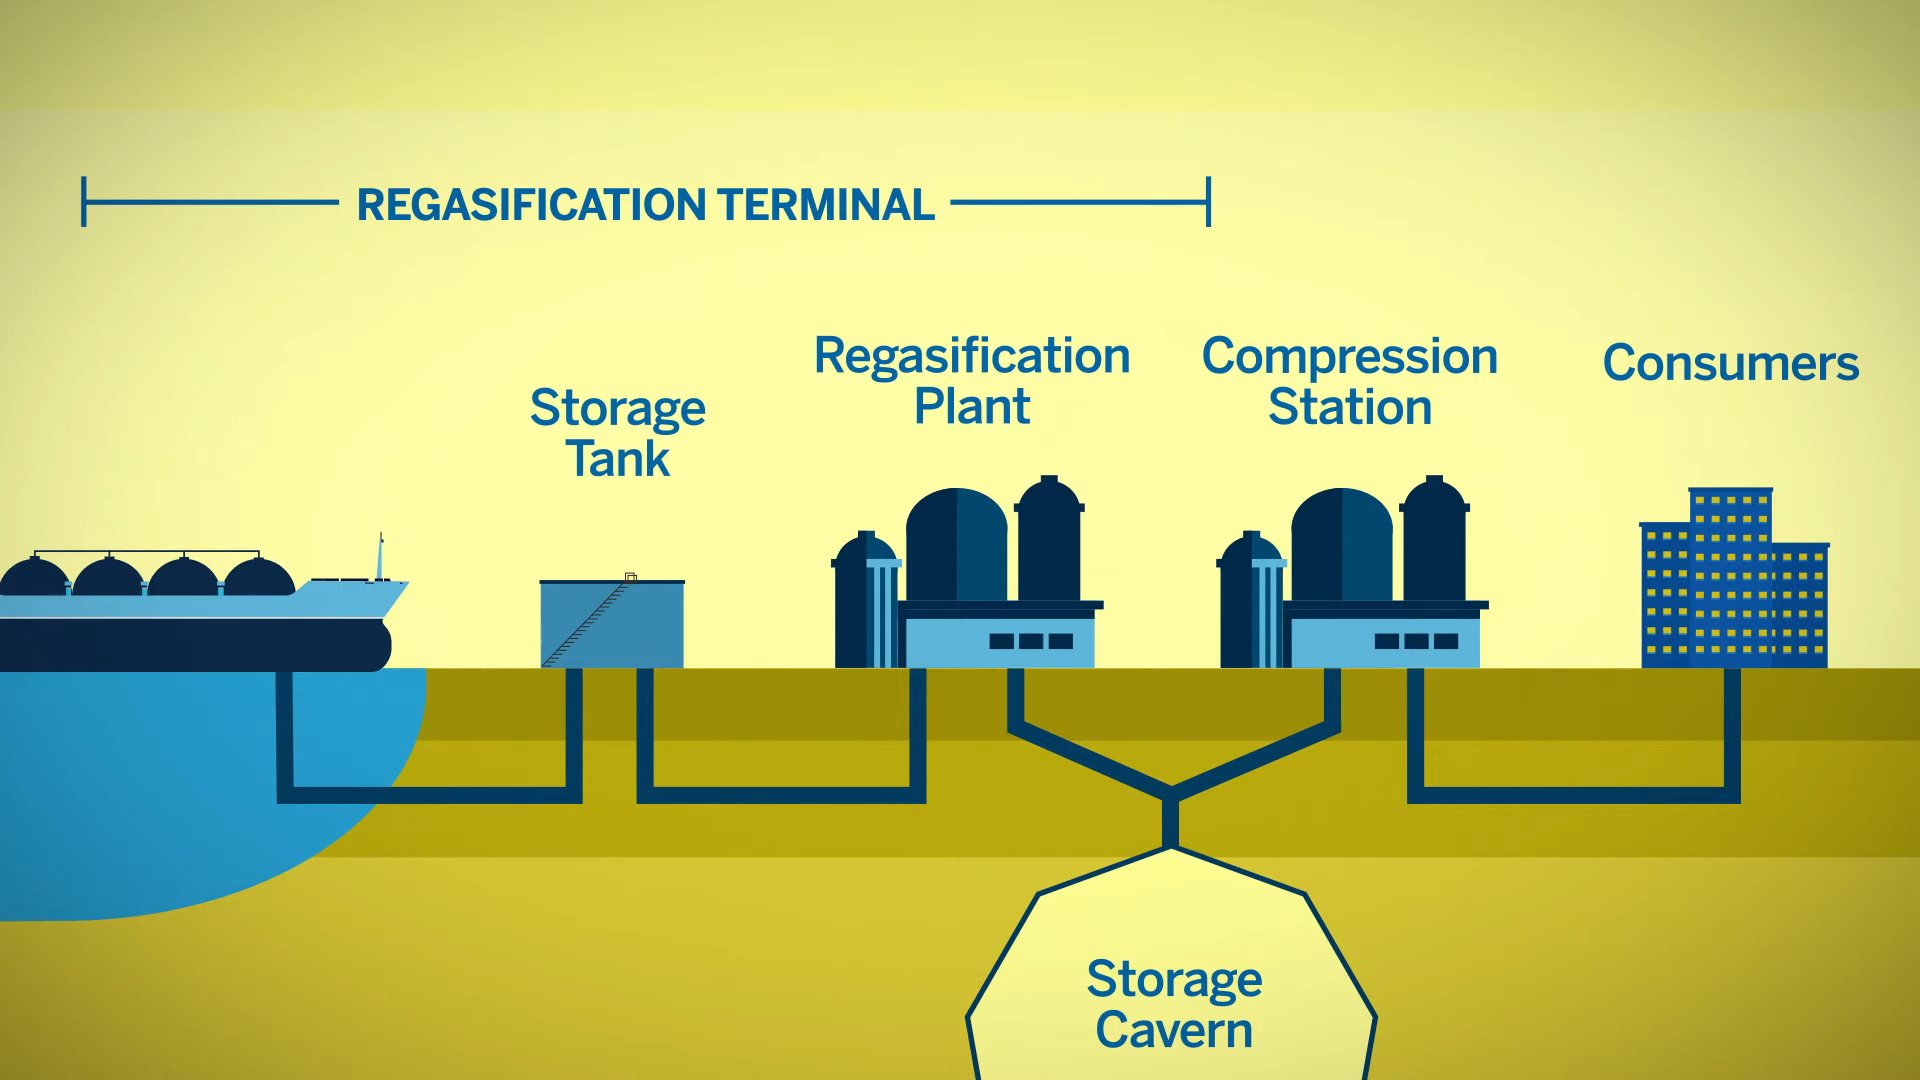 REGASIFICATION TERMINAL
Storage
Tank
Regasification
Plant
Compression
Station
Consumers
Storage
Cavern